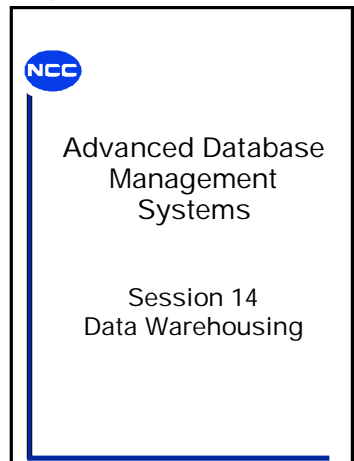 NCC
Advanced Database
Management
Systems
Session 14
Data Warehousing